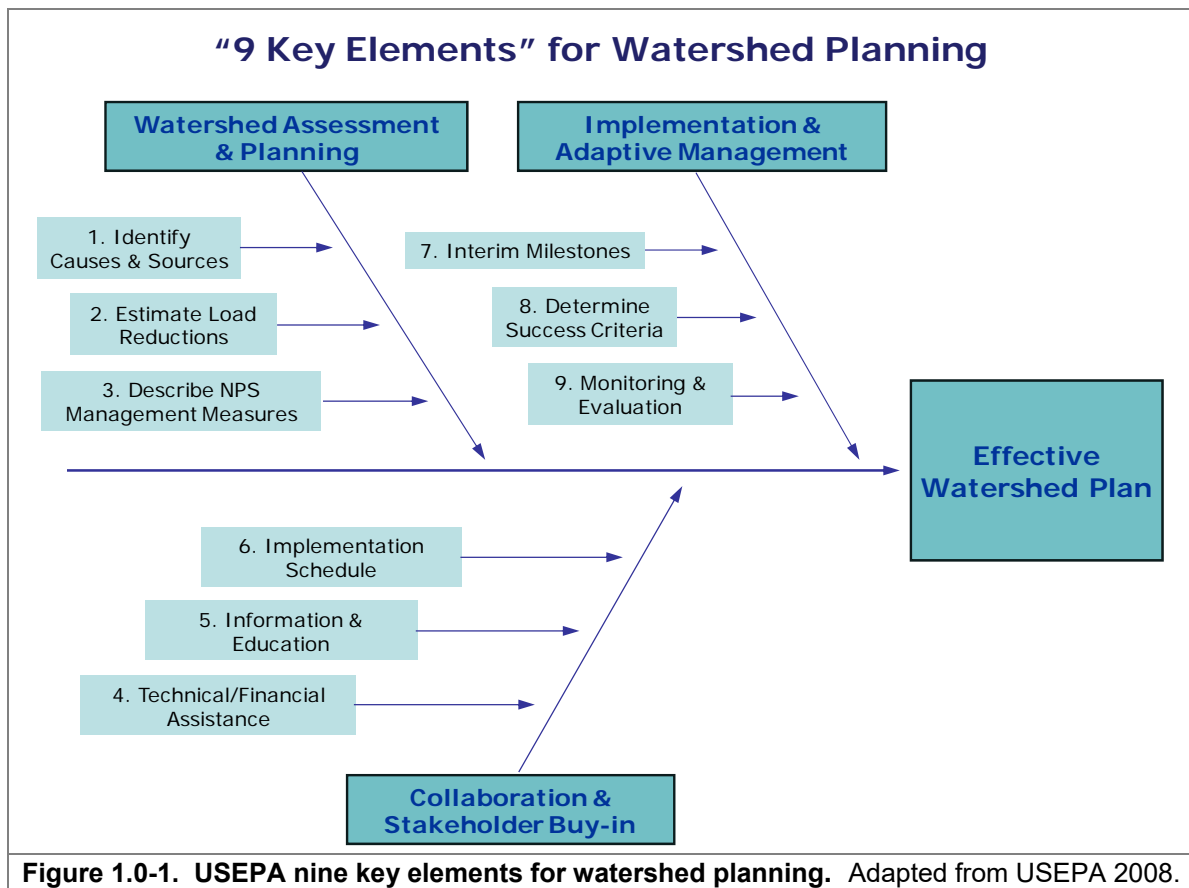 “9 Key Elements” for Watershed Planning
Watershed Assessment
& Planning
Implementation &
Adaptive Management
1. Identify
Causes & Sources
2. Estimate Load
Reductions
3. Describe NPS
Management Measures
7. Interim Milestones
8. Determine
Success Criteria
9. Monitoring &
Evaluation
Effective
Watershed Plan
6. Implementation
Schedule
5. Information &
Education
4. Technical/Financial
Assistance
Collaboration &
Stakeholder Buy-in
Figure 1.0-1. USEPA nine key elements for watershed planning. Adapted from USEPA 2008.